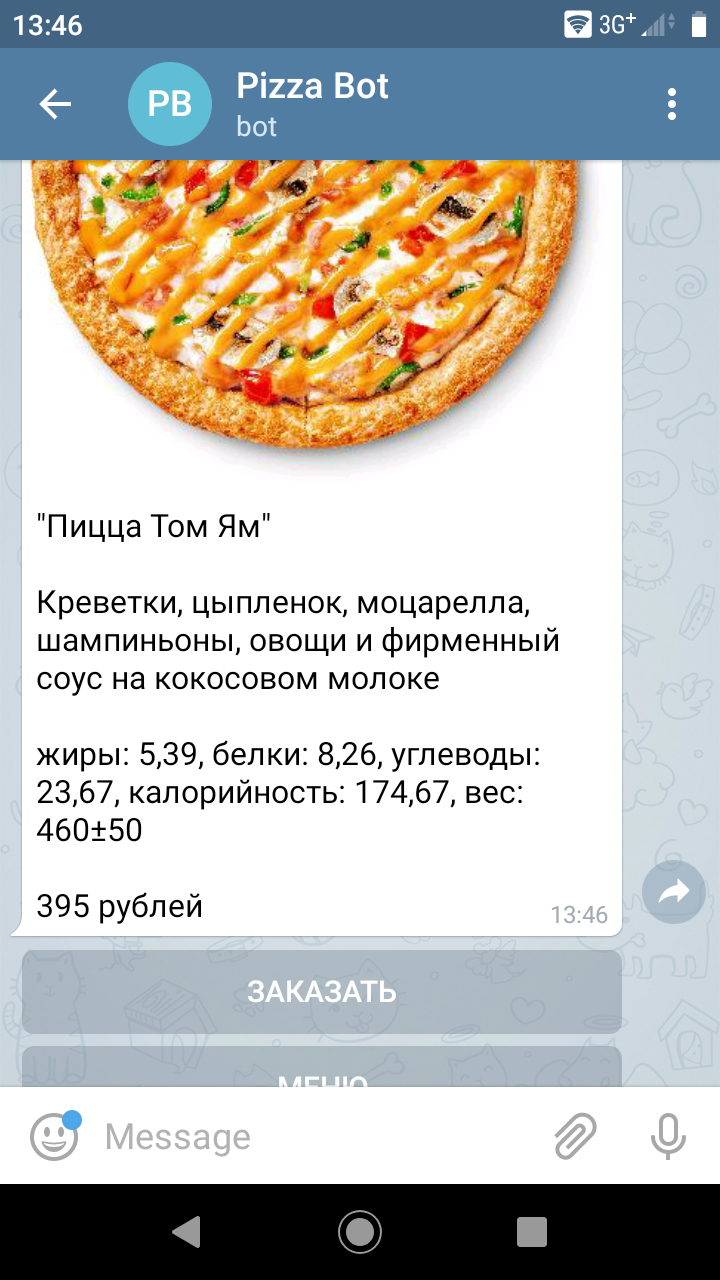 13:46
3G+
PB
Pizza Bot
bot
"Пицца Том Ям"
Креветки, цыпленок, моцарелла,
шампиньоны, овощи и фирменный
соус на кокосовом молоке
жиры: 5,39, белки: 8,26, углеводы:
23,67, калорийность: 174,67, вес:
460±50
395 рублей
13:46
ЗАКАЗАТЬ
МЕНЮ
Message